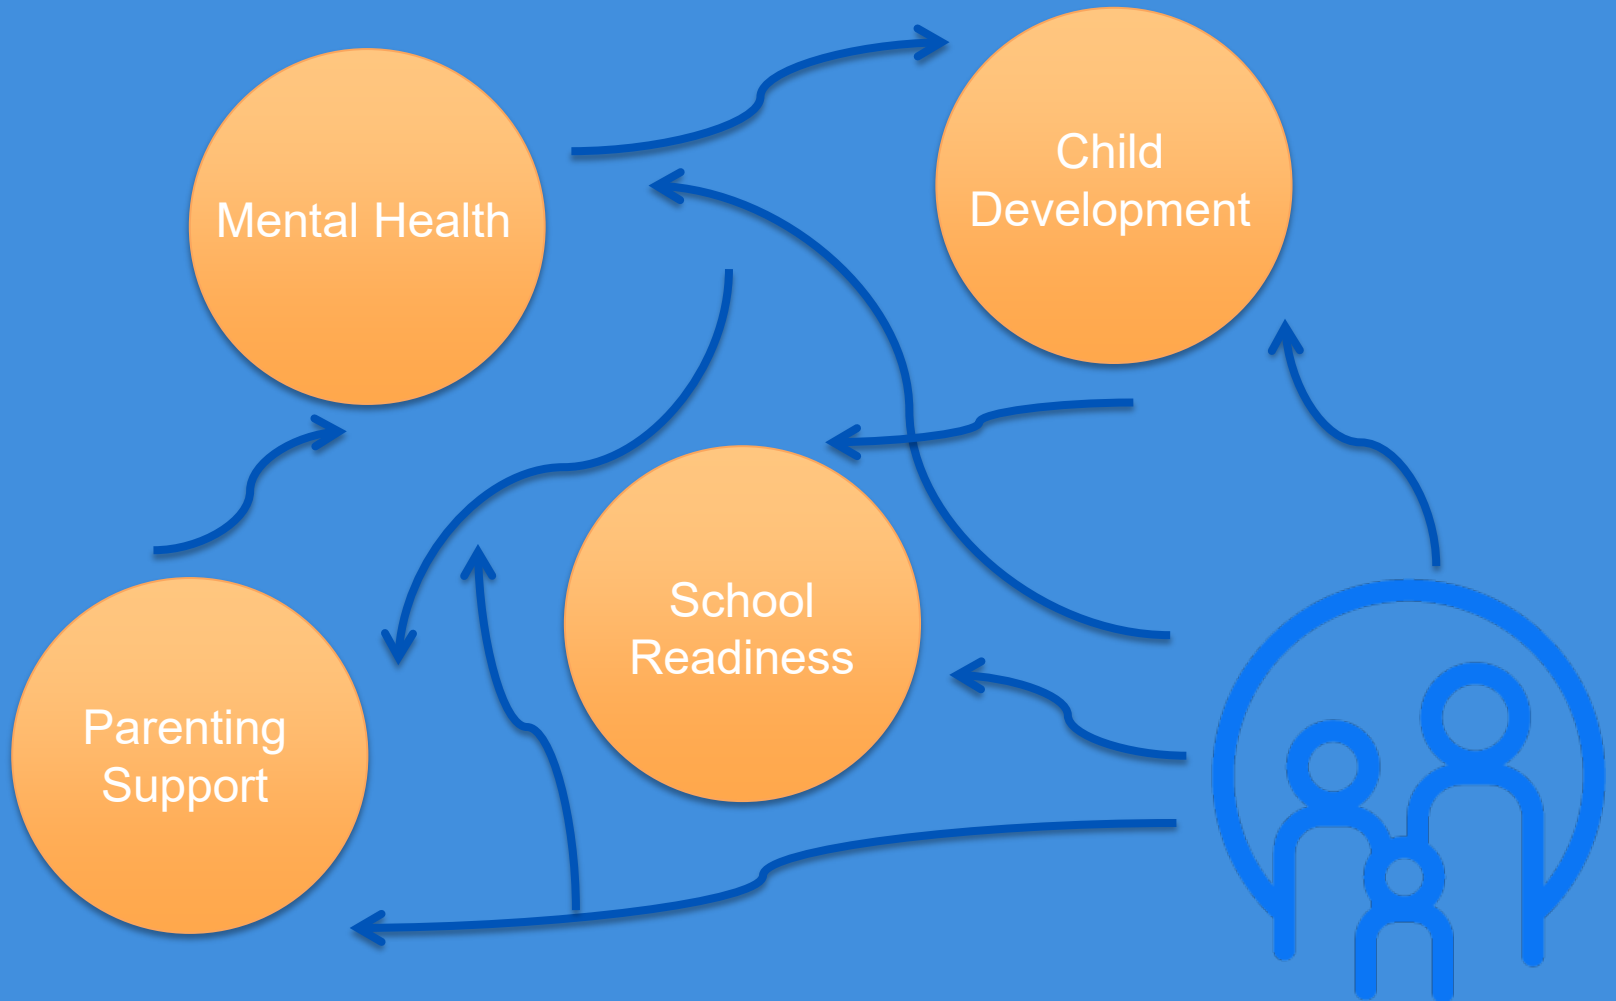 Mental Health
Child
Development
School
Readiness
Parenting
Support